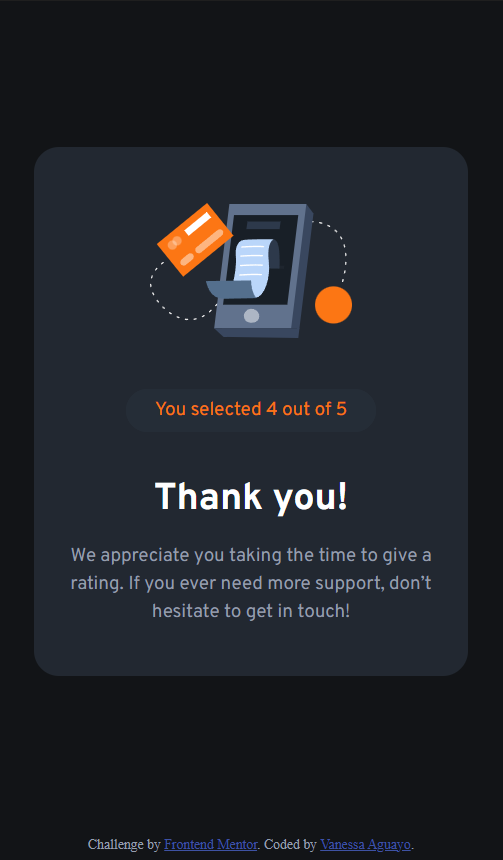 You selected 4 out of 5
Thank you!
We appreciate you taking the time to give a
rating. If you ever need more support, don’t
hesitate to get in touch!
Challenge by Frontend Mentor. Coded by Vanessa Aguayo.